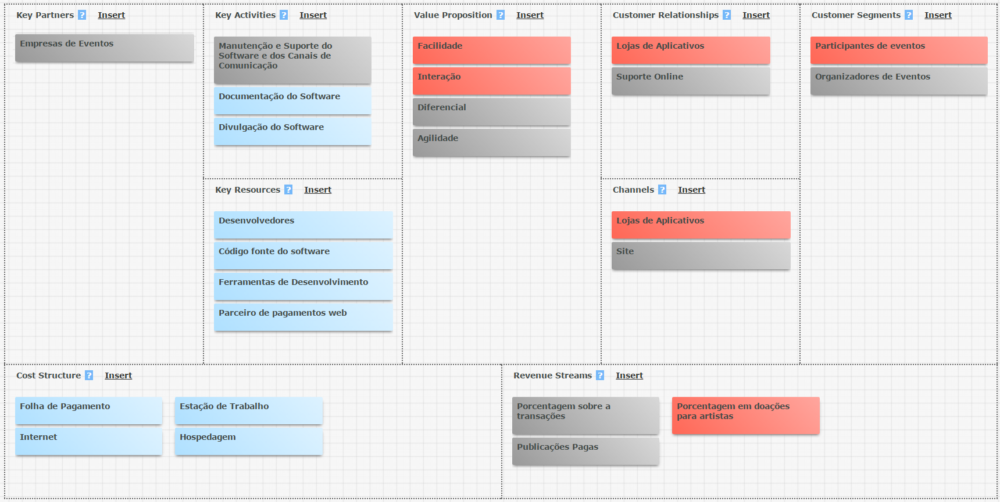 Key Partners ? Insert
Empresas de Eventos
Key Activities ? Insert
Manutenção e Suporte do
Software e dos Canais de
Comunicação
Documentação do Software
Divulgação do Software
Key Resources ? Insert
Desenvolvedores
Código fonte do software
Ferramentas de Desenvolvimento
Parceiro de pagamentos web
Value Proposition ? Insert
Facilidade
Interação
Diferencial
Agilidade
Customer Relationships ? Insert
Lojas de Aplicativos
Suporte Online
Channels ? Insert
Lojas de Aplicativos
Site
Customer Segments ? Insert
Participantes de eventos
Organizadores de Eventos
Cost Structure ? Insert
Folha de Pagamento
Estação de Trabalho
Internet
Hospedagem
Revenue Streams ? Insert
Porcentagem sobre a
transações
Porcentagem em doações
para artistas
Publicações Pagas